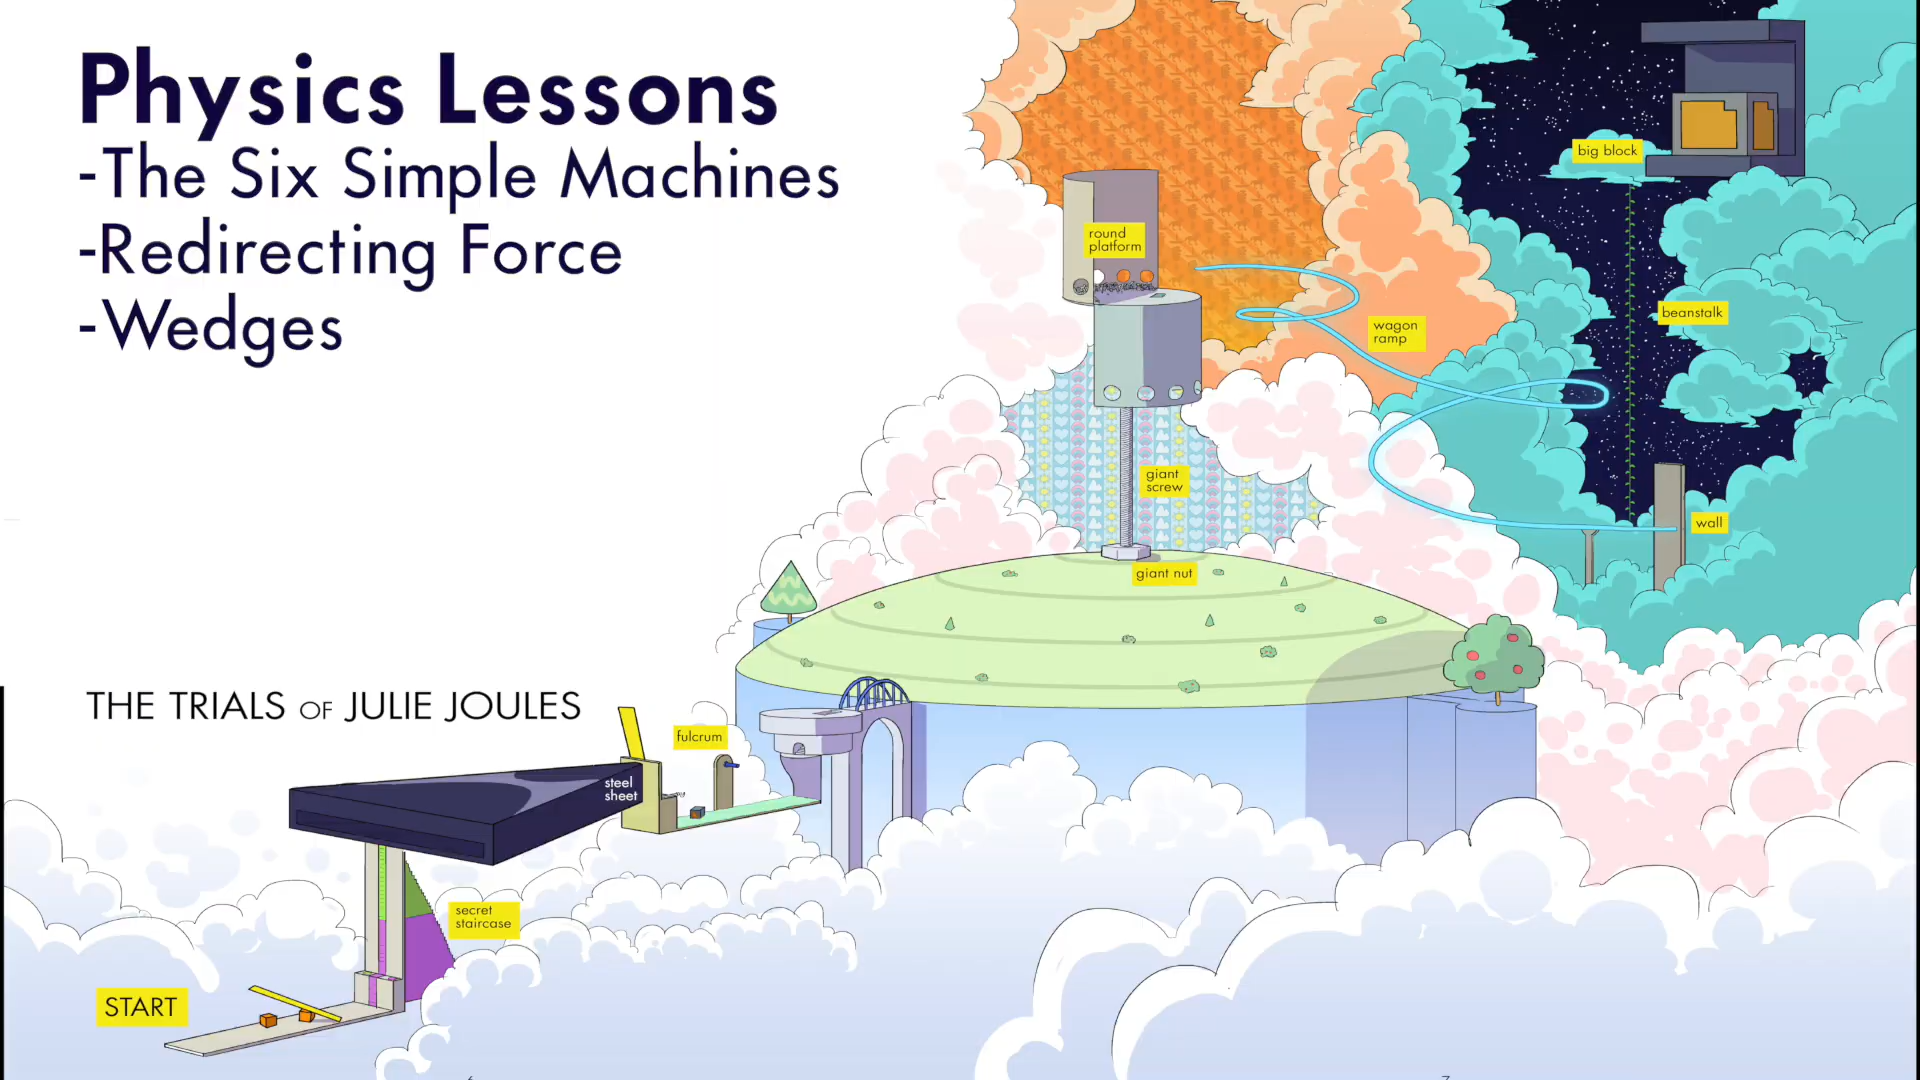 Physics Lessons
-The Six Simple Machines
-Redirecting Force
-Wedges
big block
round
platform
wagon
ramp
beanstalk
giant
screw
wall
giant nut
THE TRIALS OF JULIE JOULES
fulcrum
steel
sheet
secret
staircase
START